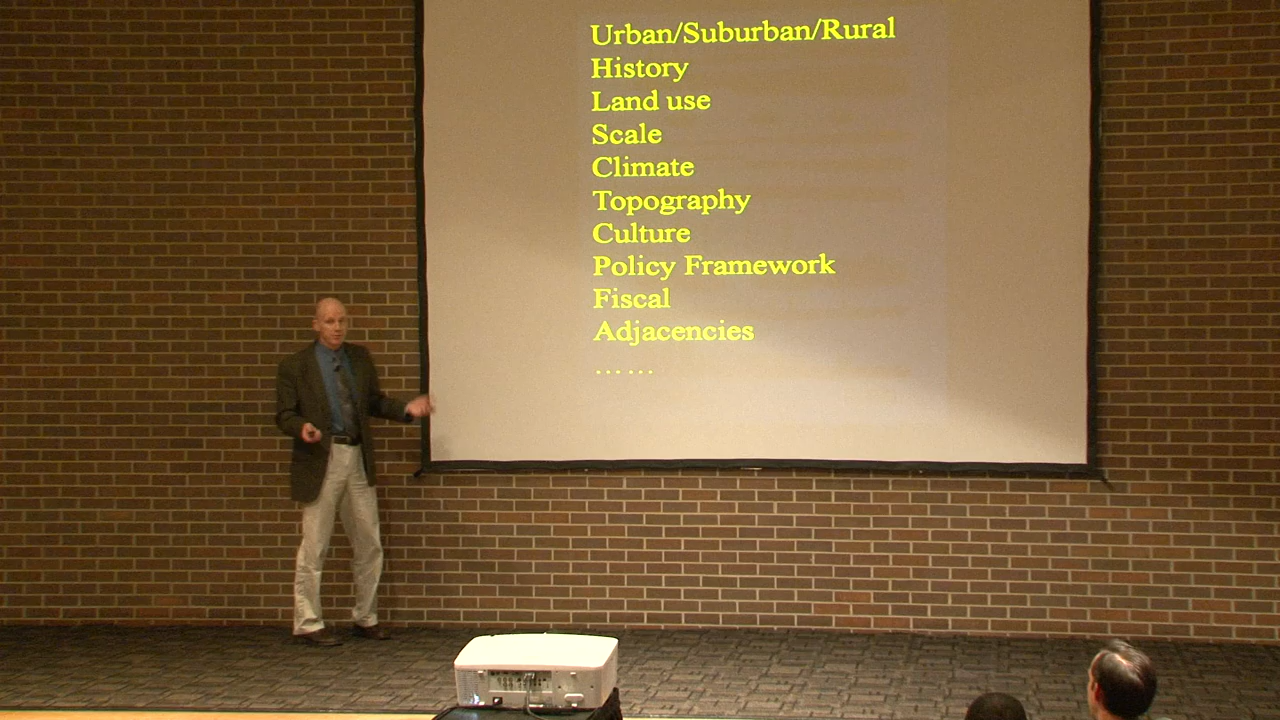 Urban/Suburban/Rural
History
Land use
Scale
Climate
Topography
Culture
Policy Framework
Fiscal
Adjacencies
... ...